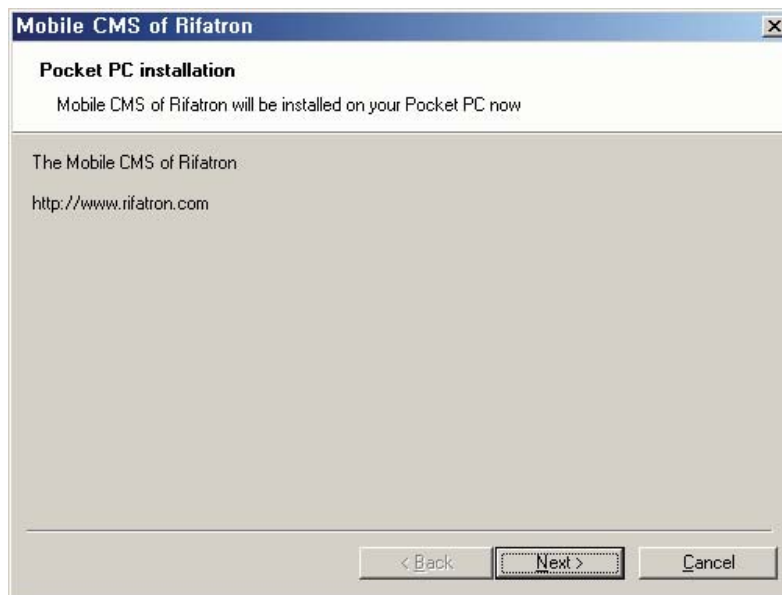 Mobile CMS of Rifatron
Pocket PC installation
Mobile CMS of Rifatron will be installed on your Pocket PC now
The Mobile CMS of Rifatron
http://www.rifatron.com
< Back Next > Cancel